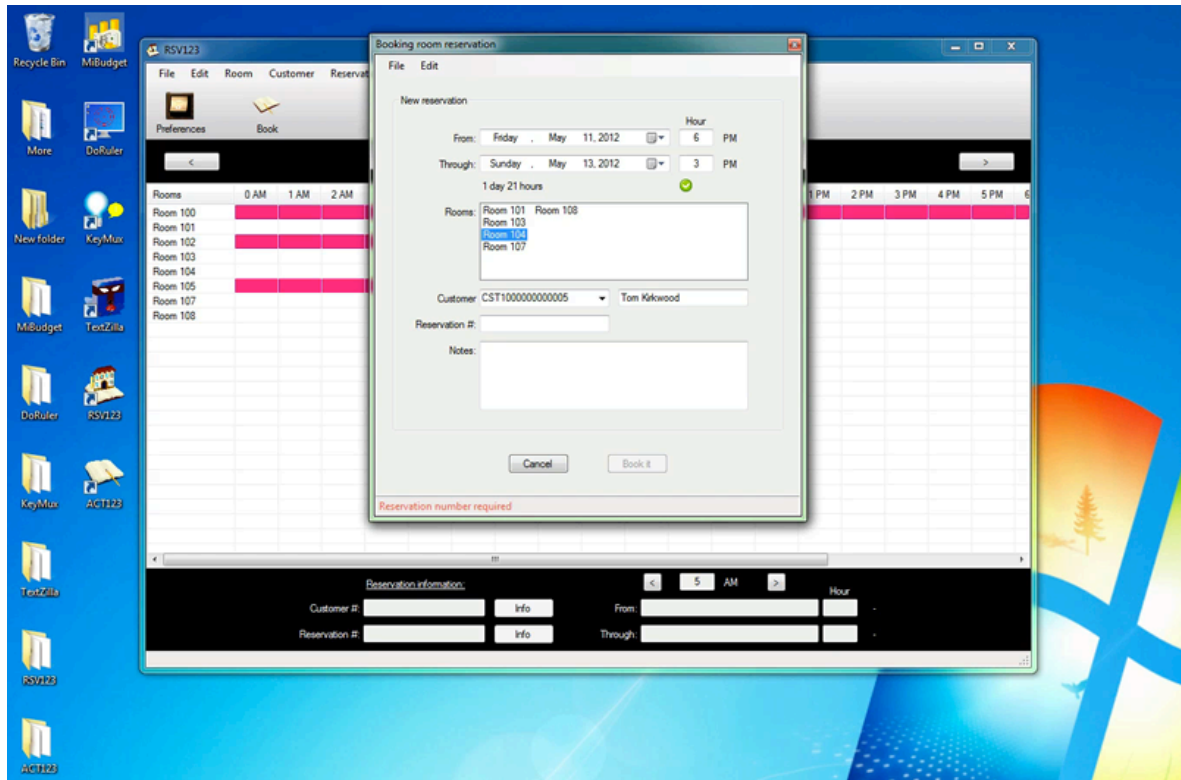 Recycle Bin
MiBudget
More
DoRuler
New folder
KeyMux
MiBudget
TextZilla
DoRuler
RSV123
KeyMux
ACT123
TextZilla
RSV123
ACT123
RSV123
File Edit Room Customer Reservat
Preferences Book
< >
Rooms 0 AM 1 AM 2 AM 1 PM 2 PM 3 PM 4 PM 5 PM 6
Room 100
Room 101
Room 102
Room 103
Room 104
Room 105
Room 107
Room 108
Booking room reservation
File Edit
New reservation
Hour
From: Friday , May 11, 2012 6 PM
Through: Sunday , May 13, 2012 3 PM
1 day 21 hours
Rooms: Room 101 Room 108
Room 103
Room 104
Room 107
Customer CST1000000000005 Tom Kirkwood
Reservation #:
Notes:
Cancel Book it
Reservation number required
Reservation information: < 5 AM >
Hour
Customer #: Info From: -
Reservation #: Info Through: -